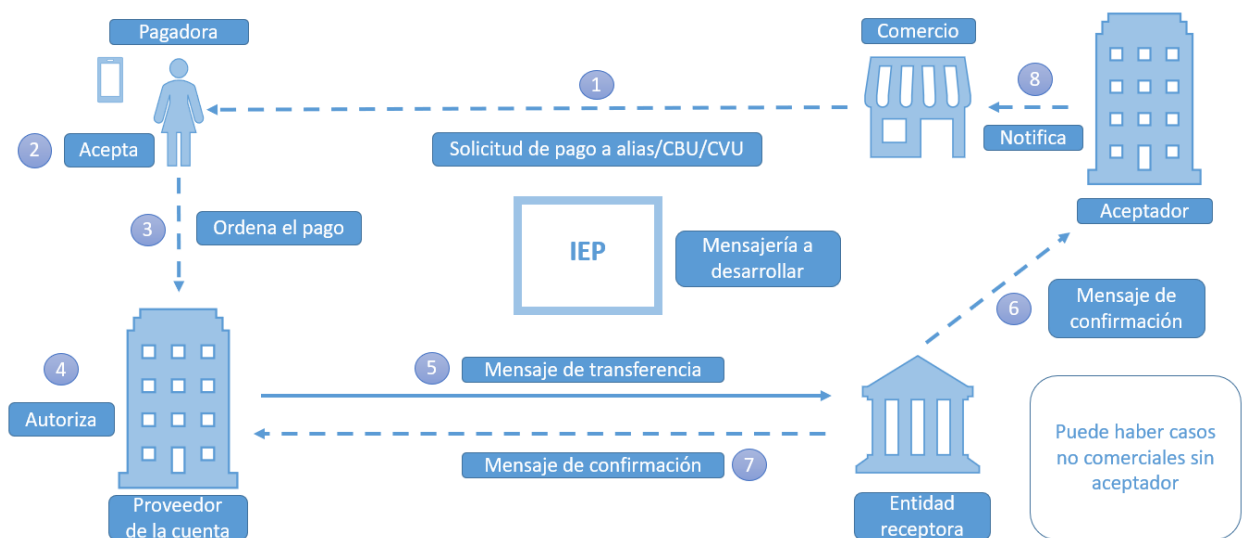 Pagadora
Comercio
1
8
2
Acepta
Solicitud de pago a alias/CBU/CVU
Notifica
3
Ordena el pago
Aceptador
IEP
Mensajería a
desarrollar
6
Mensaje de
confirmación
4
5
Mensaje de transferencia
Autoriza
Mensaje de confirmación
7
Puede haber casos
no comerciales sin
aceptador
Proveedor
de la cuenta
Entidad
receptora